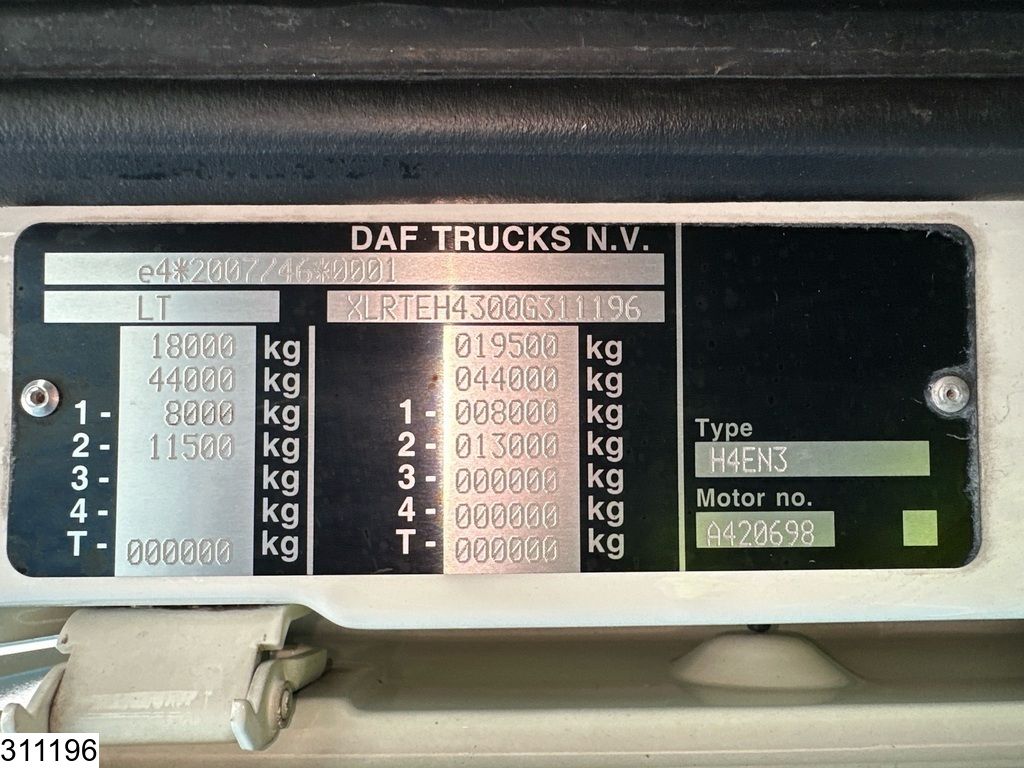 DAF TRUCKS N.V.
e4*2007/46*0001
LT XLRTEH4300G311196
18000 kg 019500 kg
44000 kg 044000 kg
1- 8000 kg 1- 008000 kg
2- 11500 kg 2- 013000 kg
3- kg 3- 000000 kg
4- kg 4- 000000 kg
T- 000000 kg T- 000000 kg
Type
H4EN3
Motor no.
A420698
311196